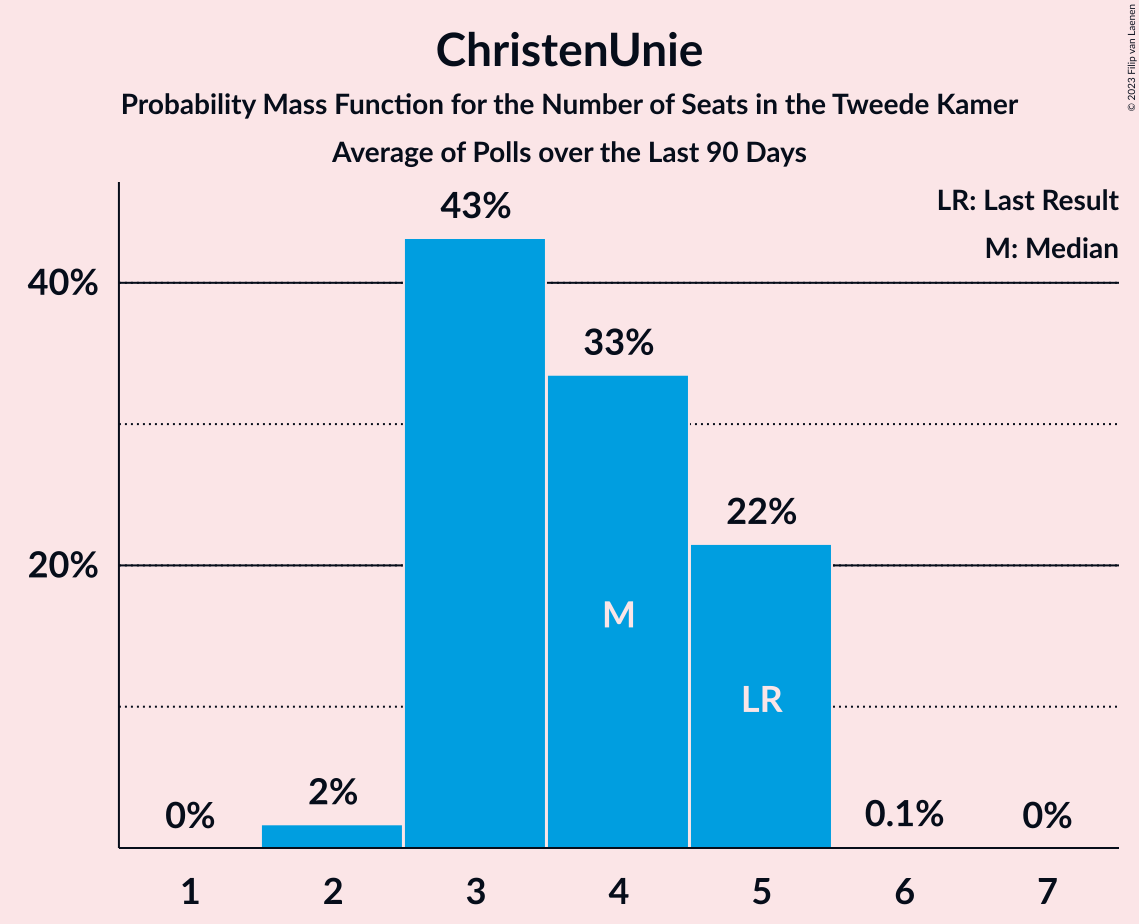 ChristenUnie
Probability Mass Function for the Number of Seats in the Tweede Kamer
Average of Polls over the Last 90 Days
© 2023 Filip van Laenen
LR: Last Result
M: Median
43%
40%
33%
22%
20%
M
LR
2%
0%
0.1%
0%
1 2 3 4 5 6 7